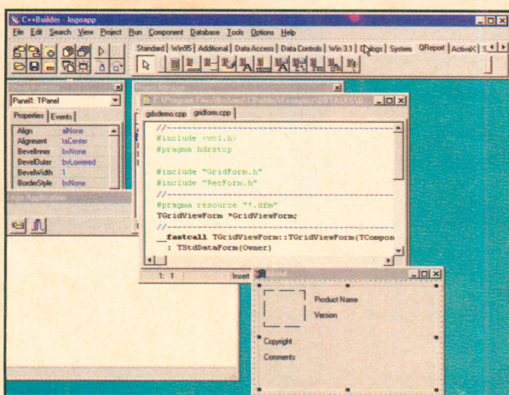 C++Builder - logoapp
File Edit Search View Project Run Component Database Tools Options Help
Standard Win95 Additional Data Access Data Controls Win 3.1 Dialogs System QReport ActiveX
Panel1: TPanel
Properties Events
Align alNone
Alignment taCenter
BevelInner bvNone
BevelOuter bvLowered
BevelWidth 1
BorderStyle bsNone
gdsdemo.cpp gridform.cpp
//
#include <vcl.h>
#pragma hdrstop
#include "GridForm.h"
#include "RecForm.h"
//
#pragma resource "*.dfm"
TGridViewForm *GridViewForm;
//
__fastcall TGridViewForm::TGridViewForm(TCompon
: TStdDataForm(Owner)
1: 1 Insert
Product Name
Version
Copyright
Comments